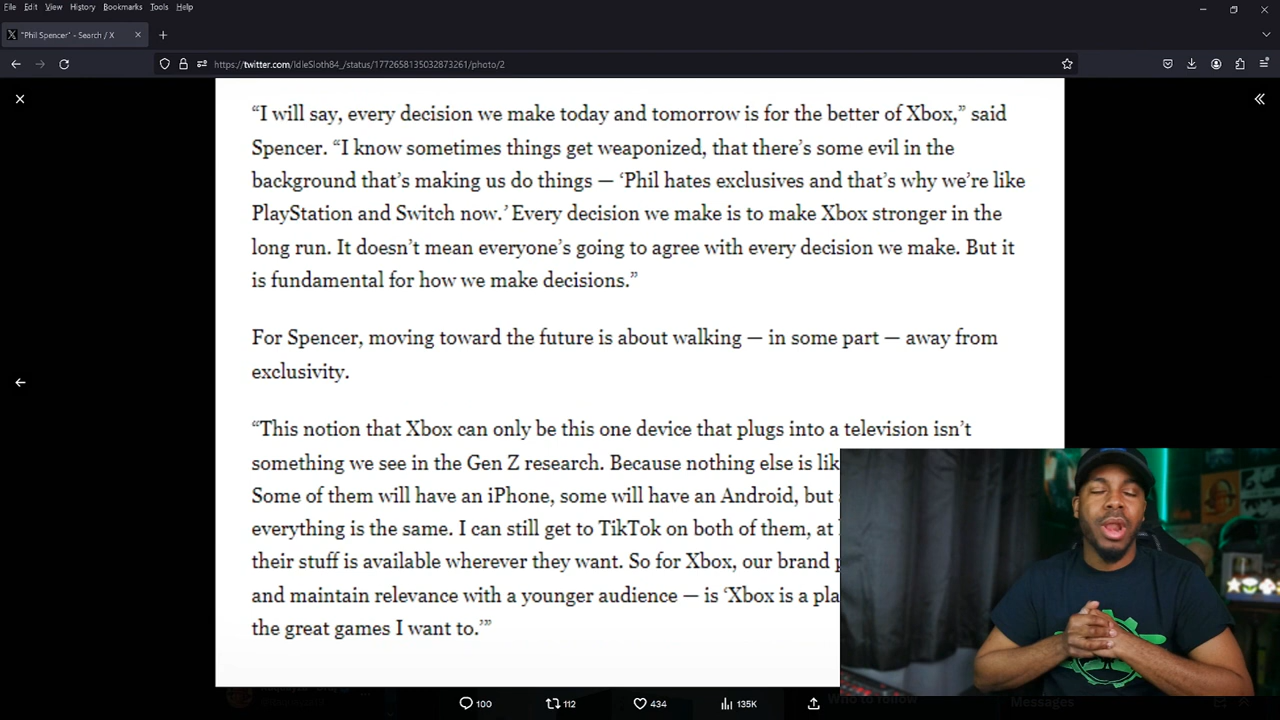 File Edit View History Bookmarks Tools Help
"Phil Spencer" - Search / X
https://twitter.com/IdleSloth84_/status/1772658135032873261/photo/2
“I will say, every decision we make today and tomorrow is for the better of Xbox,” said
Spencer. “I know sometimes things get weaponized, that there’s some evil in the
background that’s making us do things — ‘Phil hates exclusives and that’s why we’re like
PlayStation and Switch now.’ Every decision we make is to make Xbox stronger in the
long run. It doesn’t mean everyone’s going to agree with every decision we make. But it
is fundamental for how we make decisions.”
For Spencer, moving toward the future is about walking — in some part — away from
exclusivity.
“This notion that Xbox can only be this one device that plugs into a television isn’t
something we see in the Gen Z research. Because nothing else is lik
Some of them will have an iPhone, some will have an Android, but
everything is the same. I can still get to TikTok on both of them, at
their stuff is available wherever they want. So for Xbox, our brand p
and maintain relevance with a younger audience — is ‘Xbox is a pla
the great games I want to.’”
100 112 434 135K
Who to follow
Messages